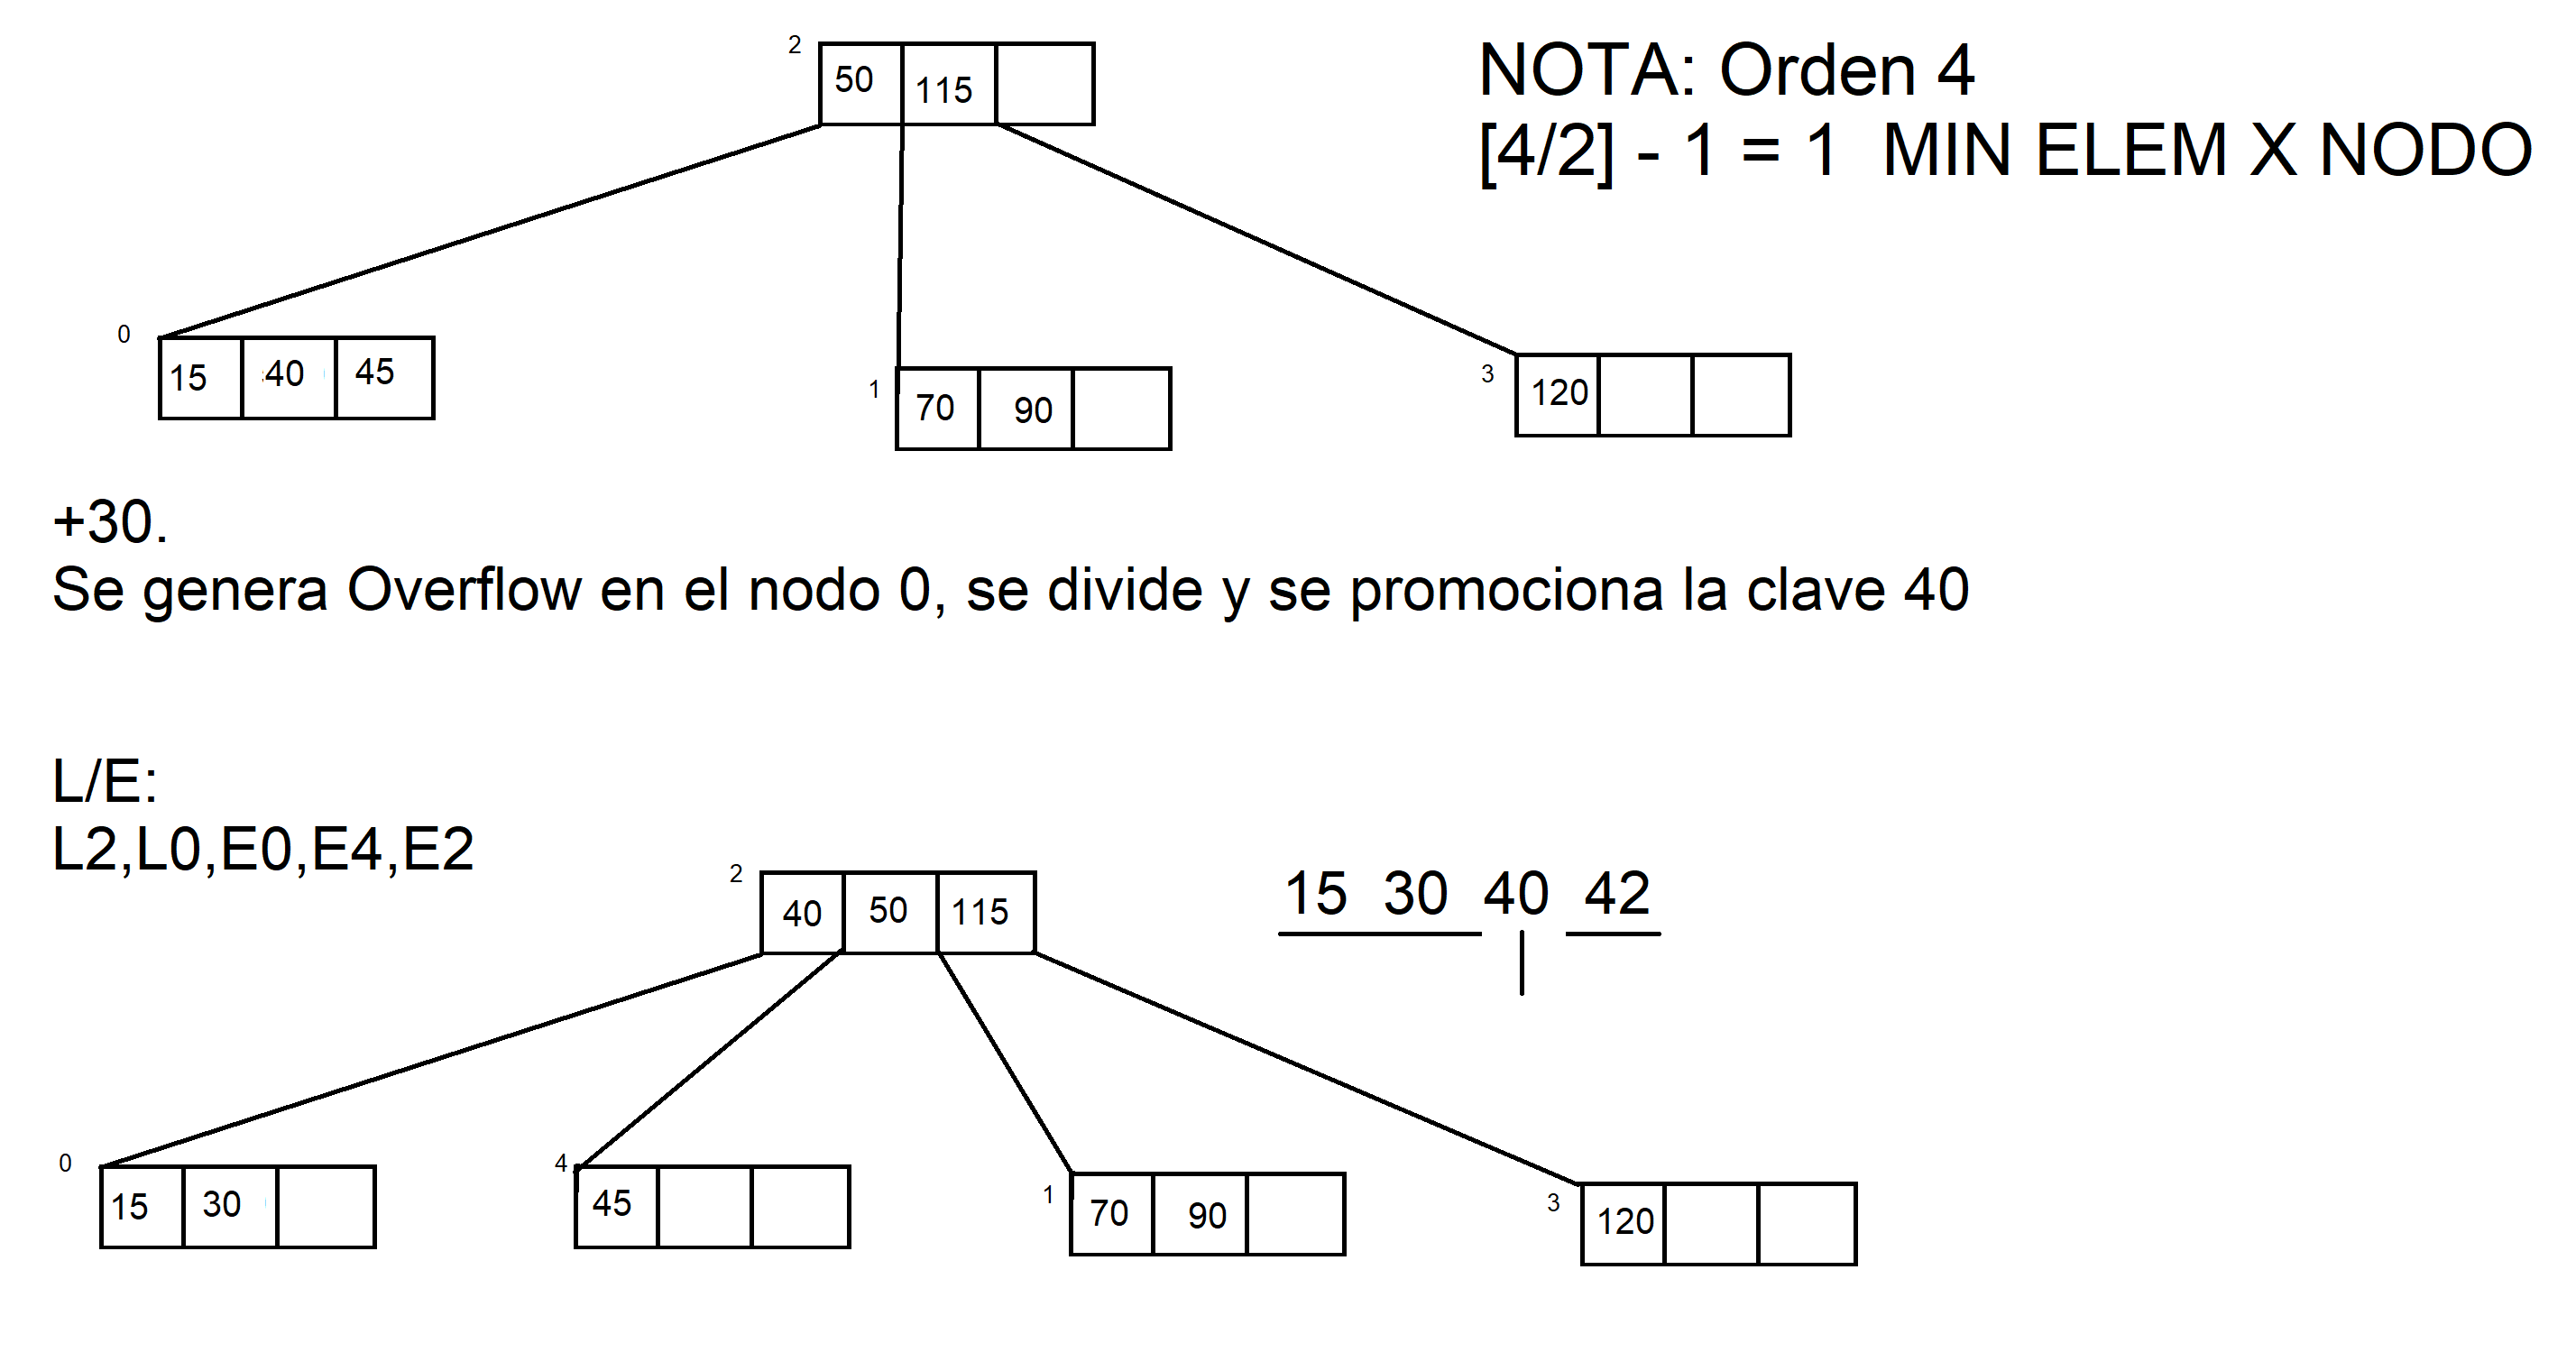 2
50 115
NOTA: Orden 4
[4/2] - 1 = 1 MIN ELEM X NODO
0
15 40 45
1
70 90
3
120
+30.
Se genera Overflow en el nodo 0, se divide y se promociona la clave 40
L/E:
L2,L0,E0,E4,E2
2
40 50 115
15 30 40 42
0
15 30
4
45
1
70 90
3
120